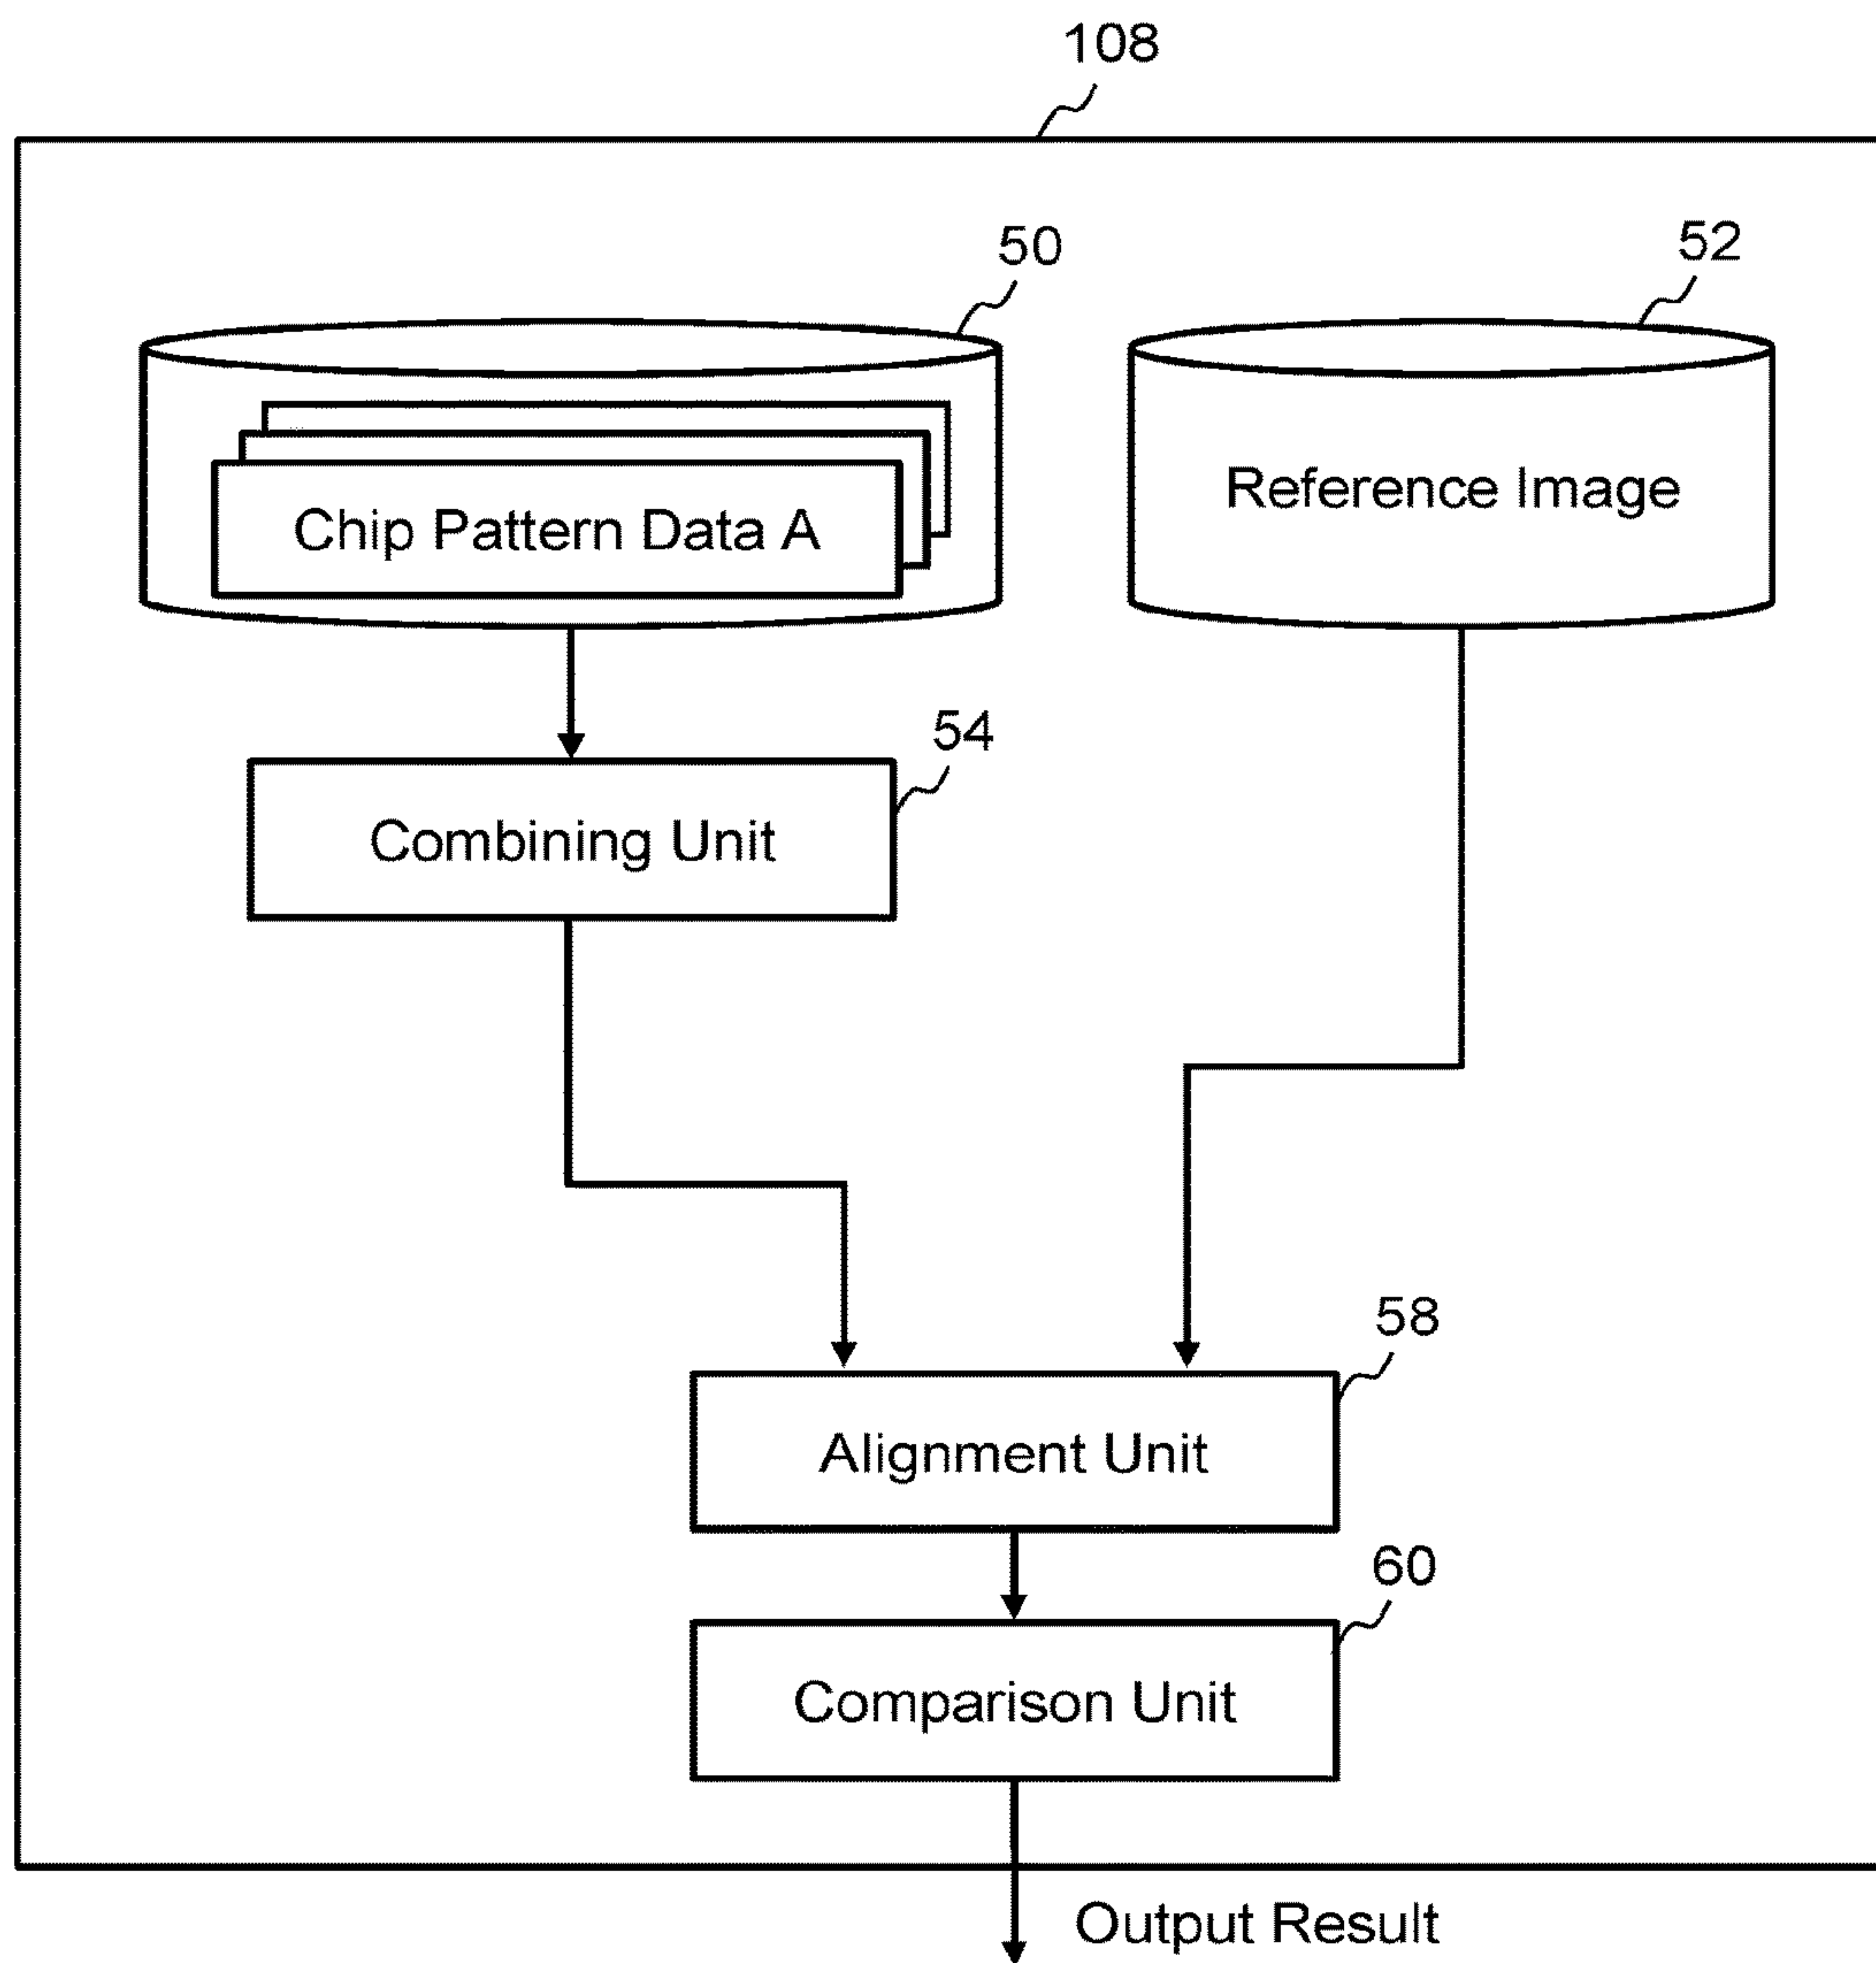 108
50
52
Chip Pattern Data A
Reference Image
54
Combining Unit
58
Alignment Unit
60
Comparison Unit
Output Result